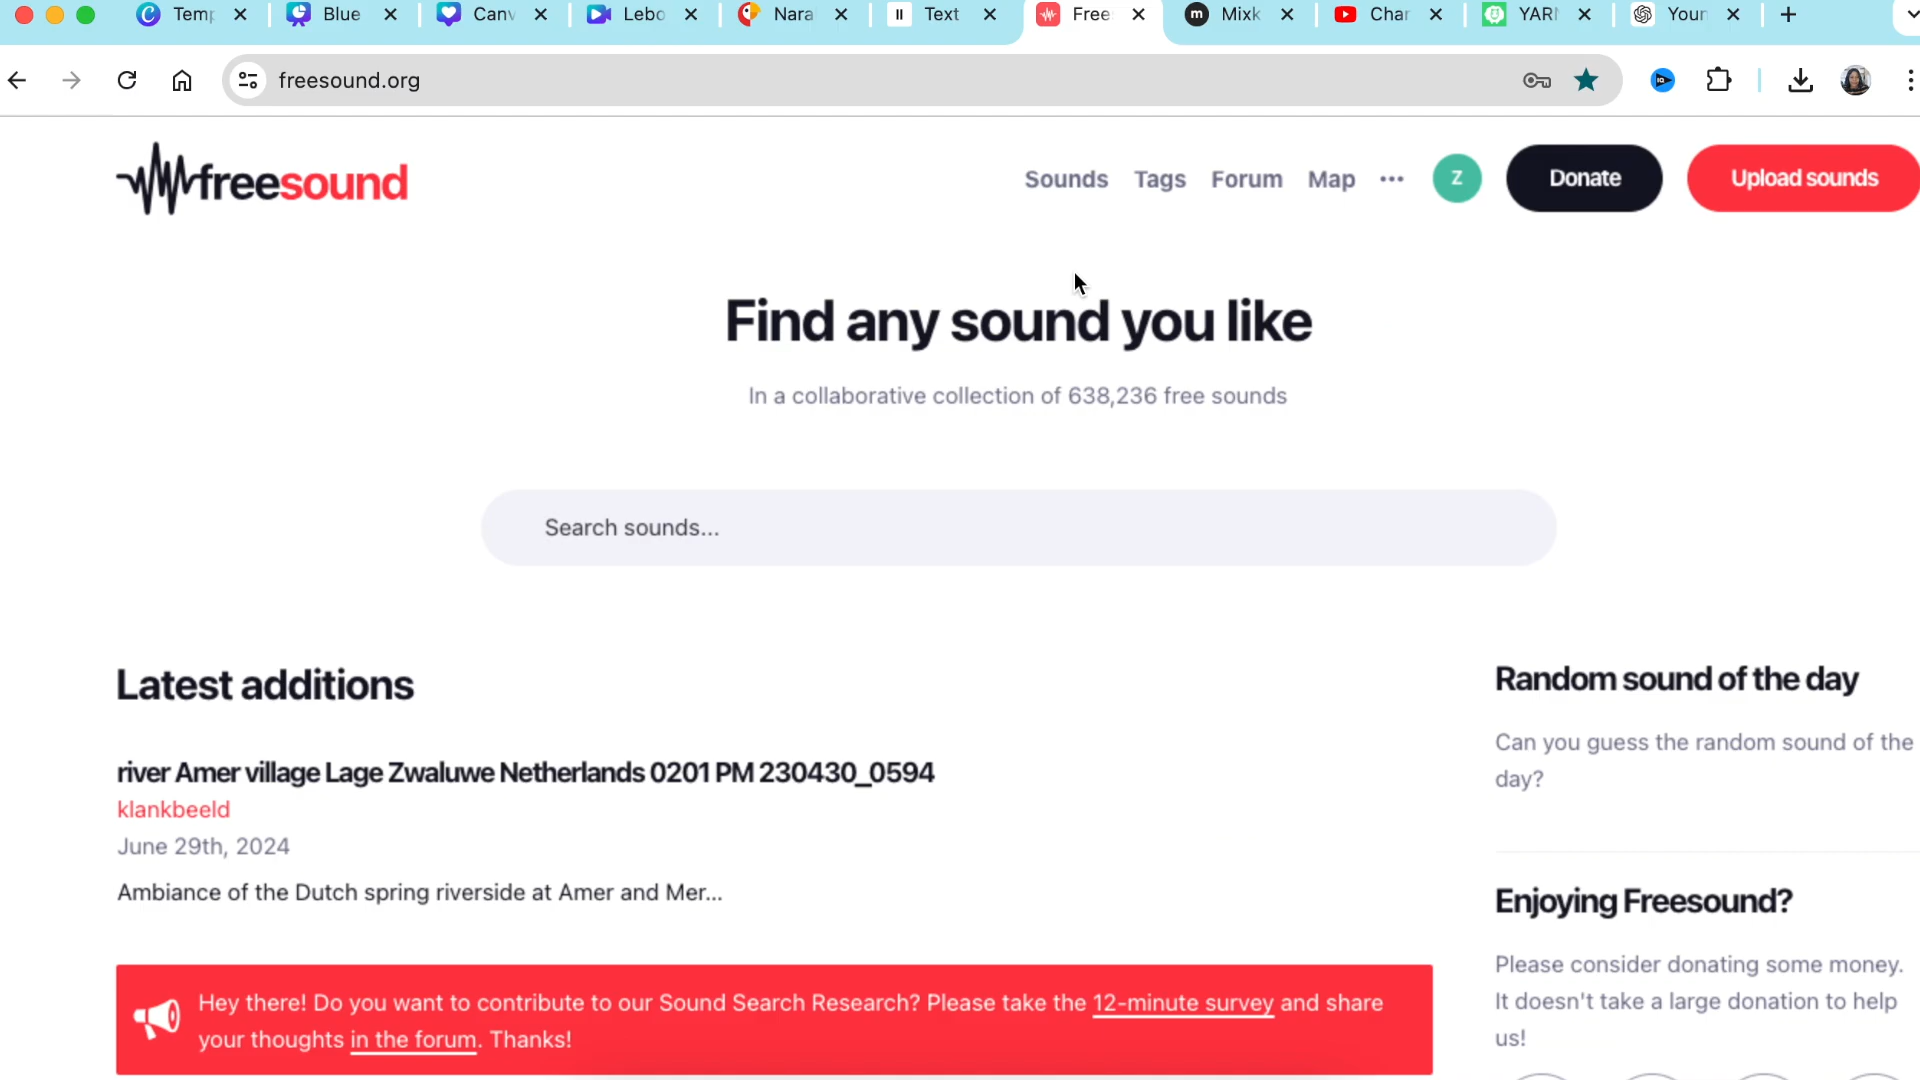 Temp
Blue
Canv
Lebo
Nara
Text
Free
Mixk
Char
YARN
Your
freesound.org
freesound
Sounds
Tags
Forum
Map
Z
Donate
Upload sounds
Find any sound you like
In a collaborative collection of 638,236 free sounds
Search sounds...
Latest additions
river Amer village Lage Zwaluwe Netherlands 0201 PM 230430_0594
klankbeeld
June 29th, 2024
Ambiance of the Dutch spring riverside at Amer and Mer...
Hey there! Do you want to contribute to our Sound Search Research? Please take the 12-minute survey and share
your thoughts in the forum. Thanks!
Random sound of the day
Can you guess the random sound of the
day?
Enjoying Freesound?
Please consider donating some money.
It doesn't take a large donation to help
us!